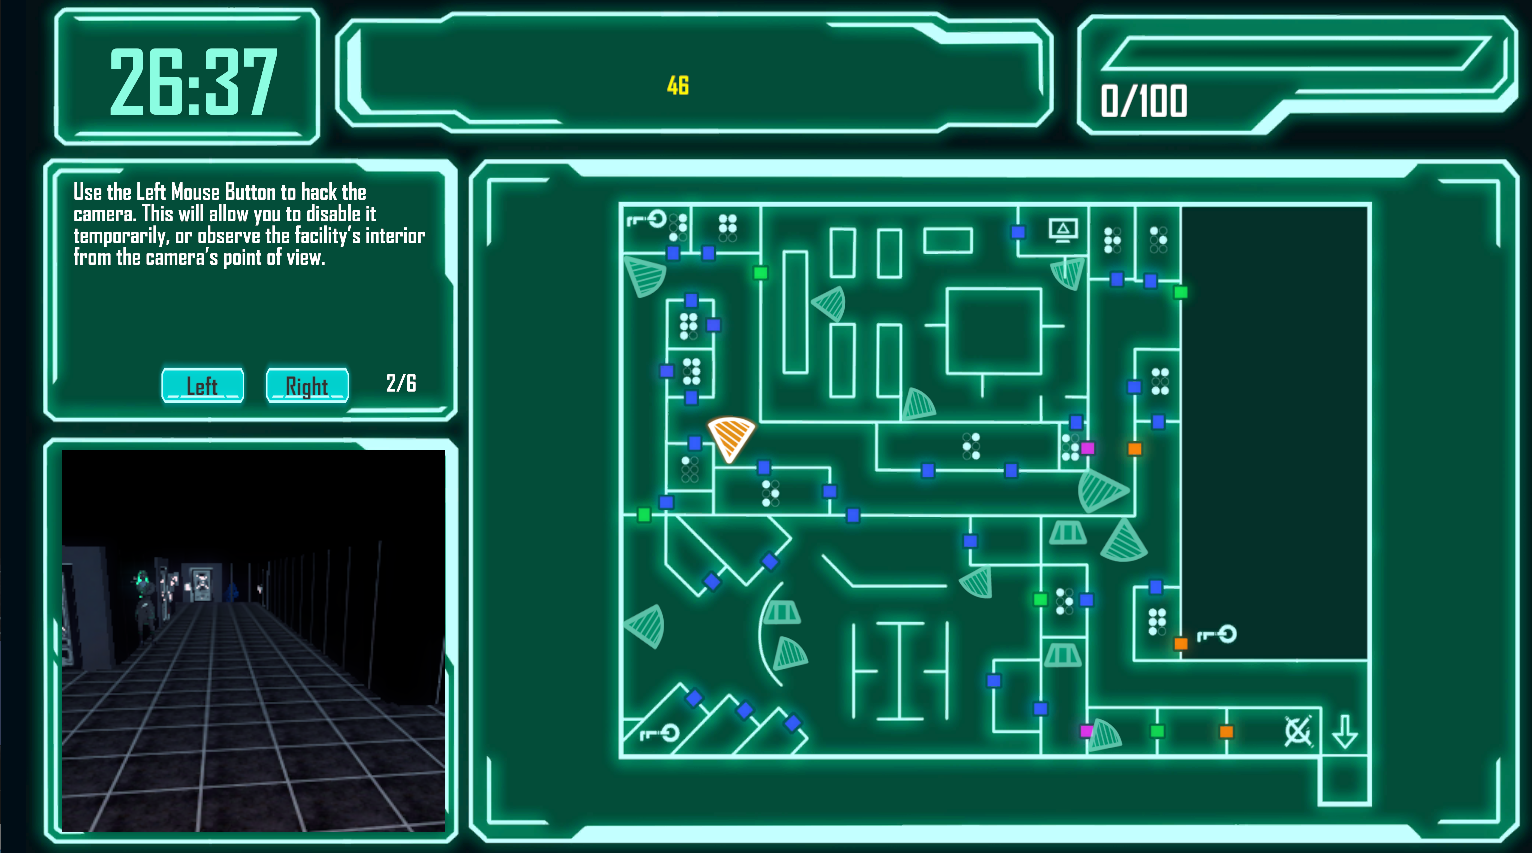 26:37
46
0/100
Use the Left Mouse Button to hack the
camera. This will allow you to disable it
temporarily, or observe the facility's interior
from the camera's point of view.
Left
Right
2/6